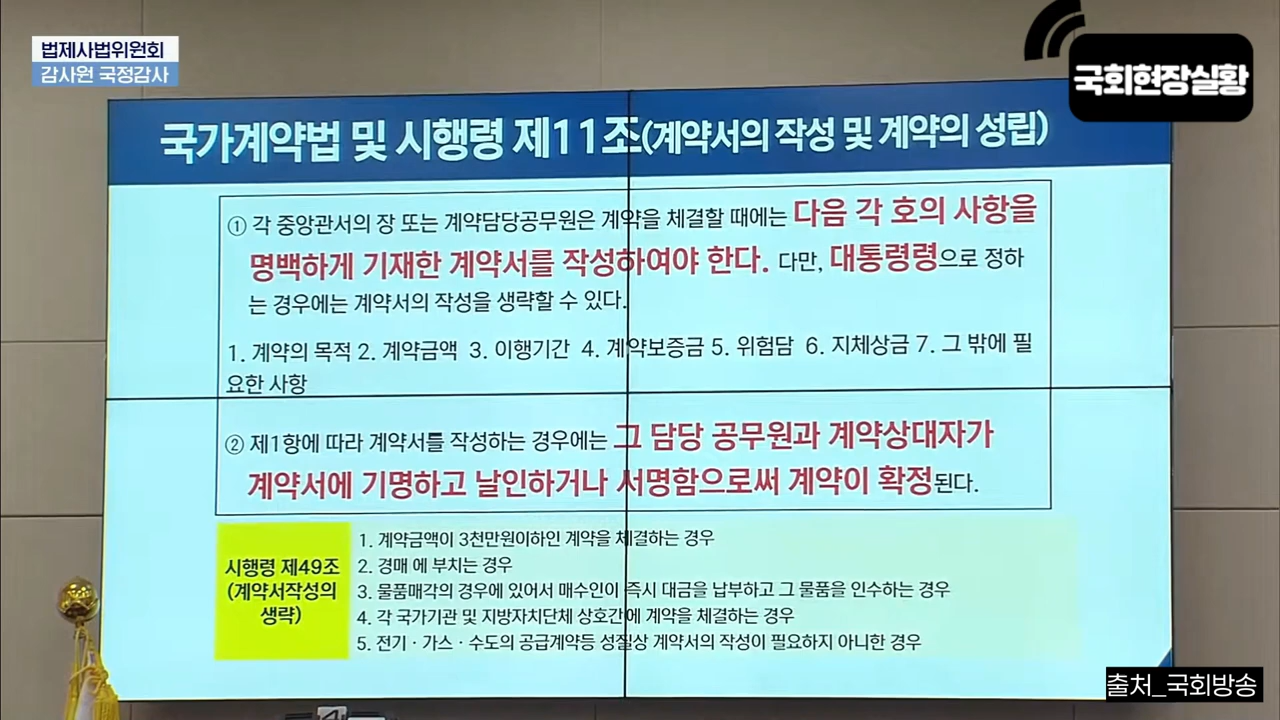 법제사법위원회
감사원 국정감사
국회현장실황
국가계약법 및 시행령 제11조(계약서의 작성 및 계약의 성립)
① 각 중앙관서의 장 또는 계약담당공무원은 계약을 체결할 때에는 다음 각 호의 사항을
명백하게 기재한 계약서를 작성하여야 한다. 다만, 대통령령으로 정하
는 경우에는 계약서의 작성을 생략할 수 있다.
1. 계약의 목적 2. 계약금액 3. 이행기간 4. 계약보증금 5. 위험담 6. 지체상금 7. 그 밖에 필
요한 사항
② 제1항에 따라 계약서를 작성하는 경우에는 그 담당 공무원과 계약상대자가
계약서에 기명하고 날인하거나 서명함으로써 계약이 확정된다.
시행령 제49조
(계약서작성의
생략)
1. 계약금액이 3천만원이하인 계약을 체결하는 경우
2. 경매 에 부치는 경우
3. 물품매각의 경우에 있어서 매수인이 즉시 대금을 납부하고 그 물품을 인수하는 경우
4. 각 국가기관 및 지방자치단체 상호간에 계약을 체결하는 경우
5. 전기 · 가스 · 수도의 공급계약등 성질상 계약서의 작성이 필요하지 아니한 경우
출처_국회방송